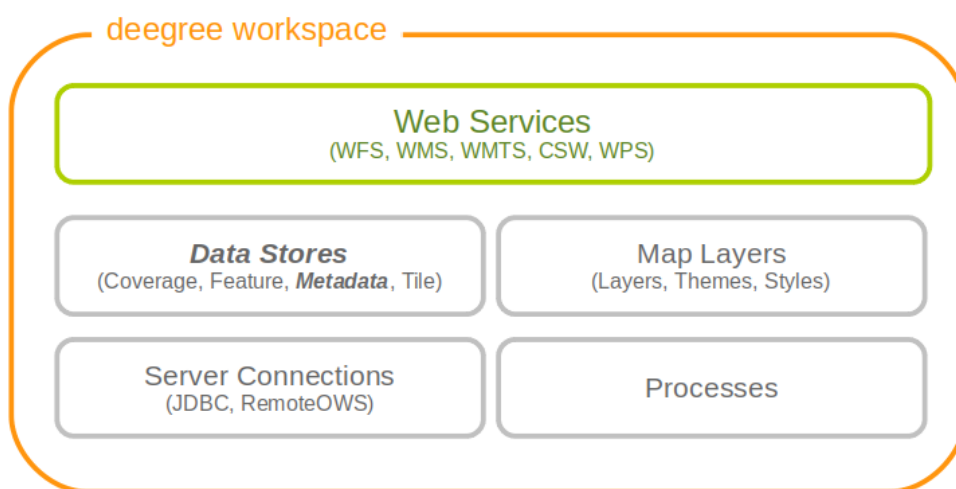 deegree workspace
Web Services
(WFS, WMS, WMTS, CSW, WPS)
Data Stores
(Coverage, Feature, Metadata, Tile)
Map Layers
(Layers, Themes, Styles)
Server Connections
(JDBC, RemoteOWS)
Processes